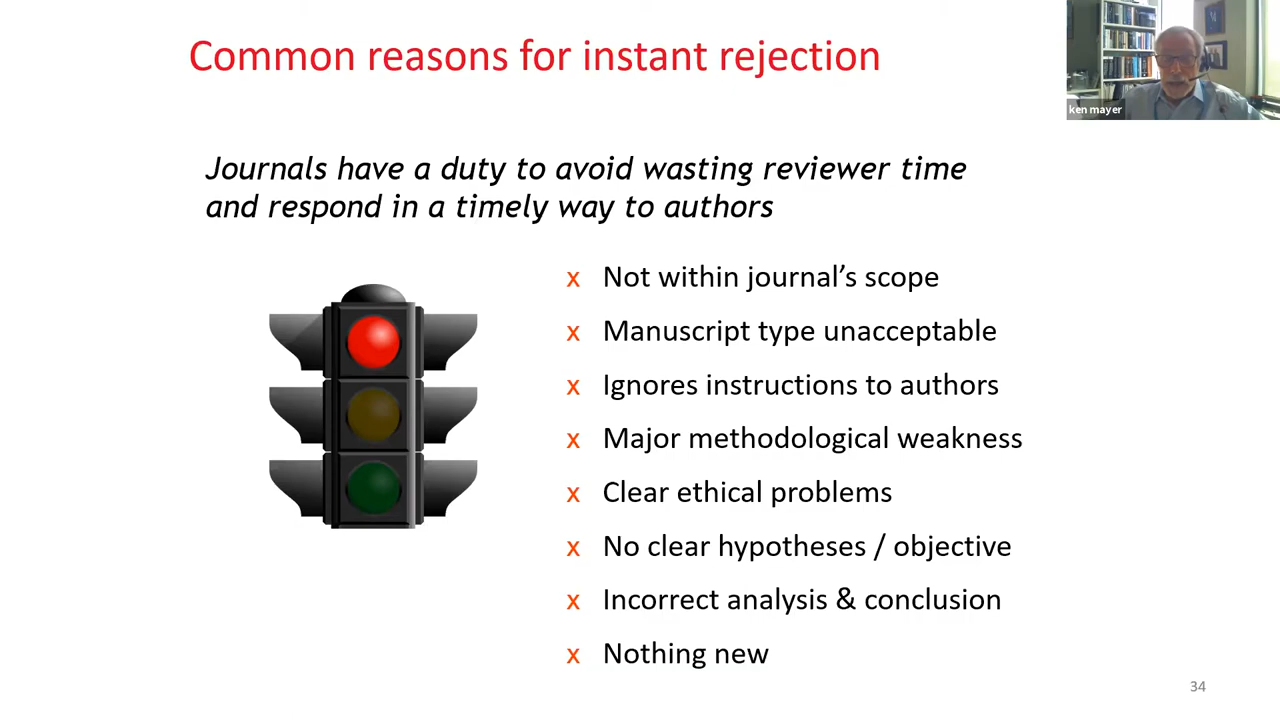 Common reasons for instant rejection
ken mayer
Journals have a duty to avoid wasting reviewer time
and respond in a timely way to authors
x Not within journal’s scope
x Manuscript type unacceptable
x Ignores instructions to authors
x Major methodological weakness
x Clear ethical problems
x No clear hypotheses / objective
x Incorrect analysis & conclusion
x Nothing new
34